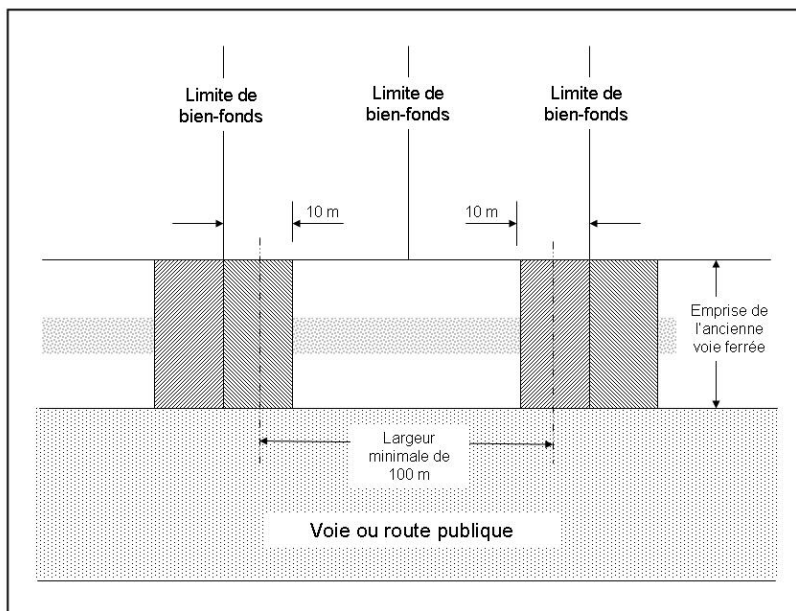 Limite de
bien-fonds
Limite de
bien-fonds
Limite de
bien-fonds
10 m
10 m
Emprise de
l'ancienne
voie ferrée
Largeur
minimale de
100 m
Voie ou route publique